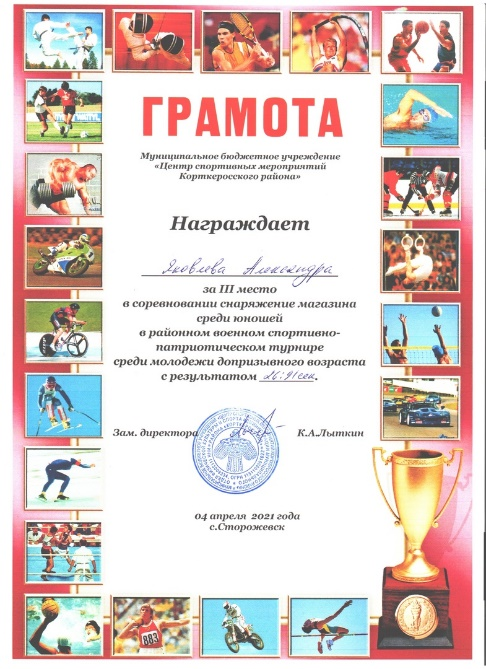 ГРАМОТА
Муниципальное бюджетное учреждение
«Центр спортивных мероприятий
Корткеросского района»
Награждает
Яковлева Александра
за III место
в соревновании снаряжение магазина
среди юношей
в районном военном спортивно-
патриотическом турнире
среди молодежи допризывного возраста
с результатом 26:91 сек.
Зам. директора К.А.Лыткин
04 апреля 2021 года
с.Сторожевск
883